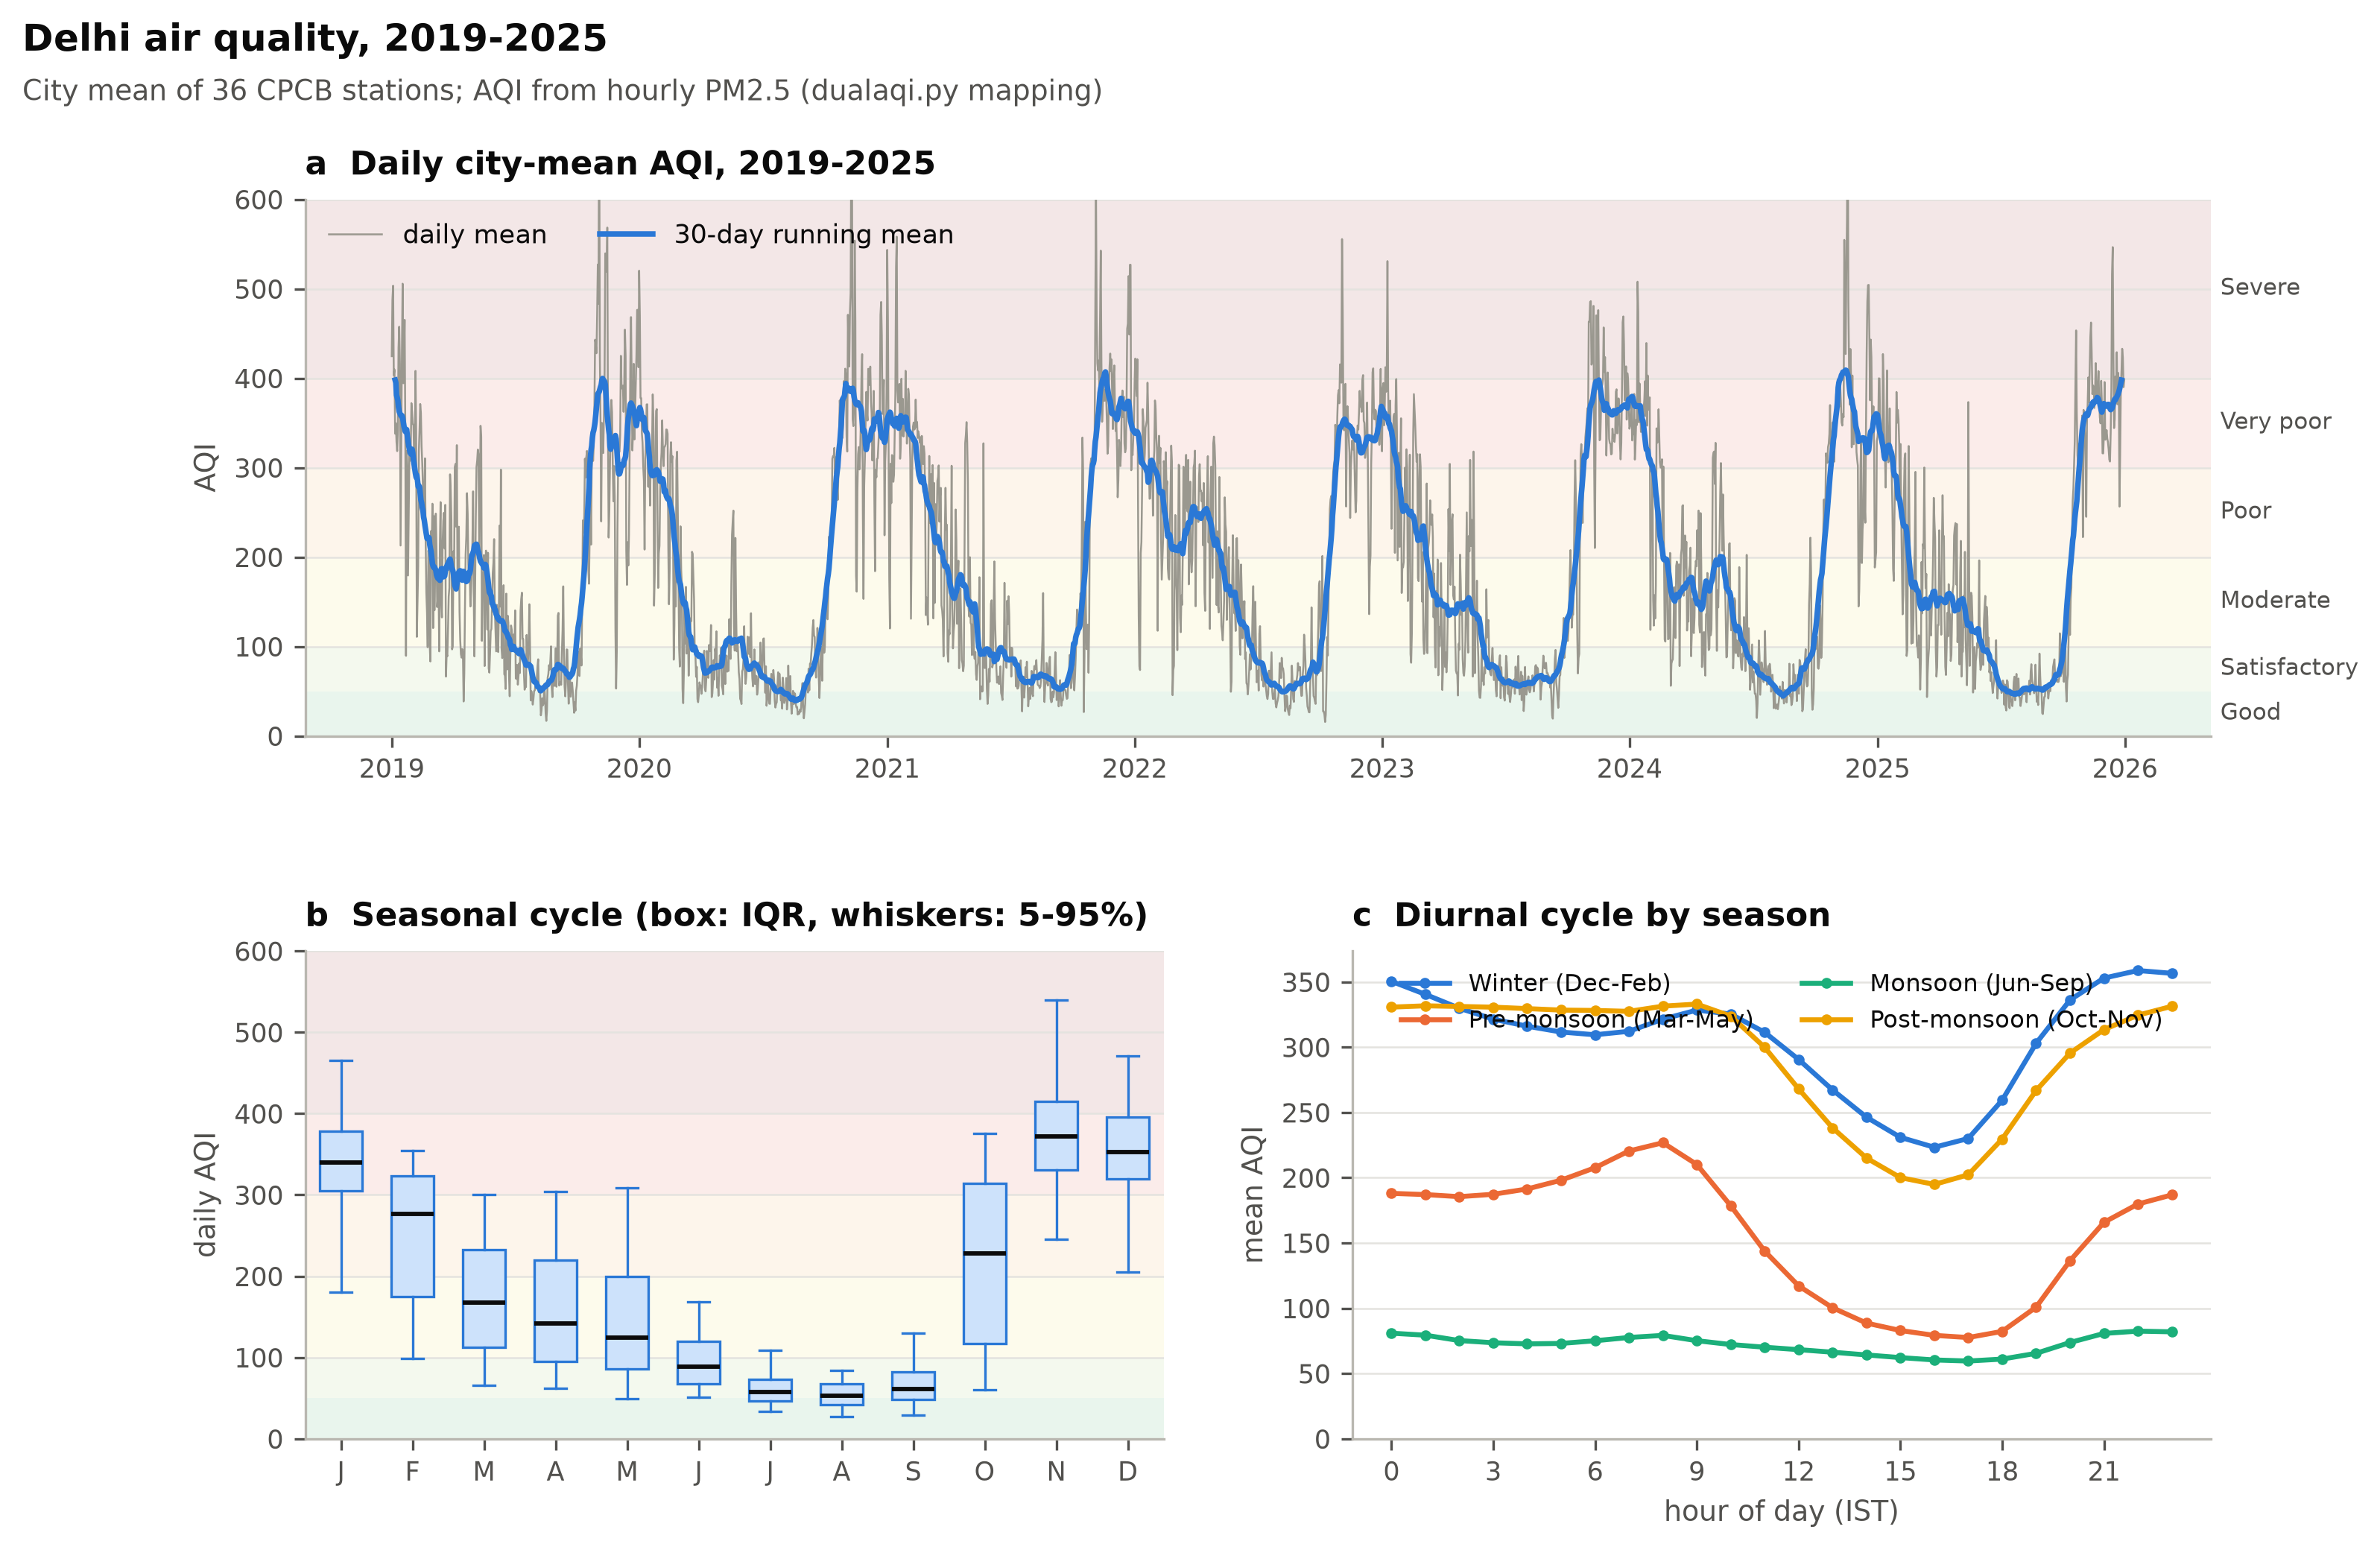 Delhi air quality, 2019-2025
City mean of 36 CPCB stations; AQI from hourly PM2.5 (dualaqi.py mapping)
a Daily city-mean AQI, 2019-2025
daily mean
30-day running mean
AQI
600
500
400
300
200
100
0
Severe
Very poor
Poor
Moderate
Satisfactory
Good
2019 2020 2021 2022 2023 2024 2025 2026
b Seasonal cycle (box: IQR, whiskers: 5-95%)
daily AQI
600
500
400
300
200
100
0
J F M A M J J A S O N D
c Diurnal cycle by season
Winter (Dec-Feb)
Pre-monsoon (Mar-May)
Monsoon (Jun-Sep)
Post-monsoon (Oct-Nov)
mean AQI
350
300
250
200
150
100
50
0
0 3 6 9 12 15 18 21
hour of day (IST)